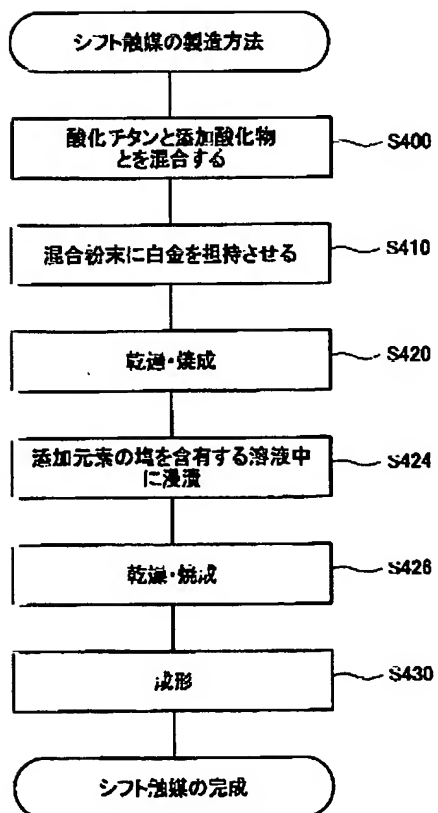 シフト触媒の製造方法
酸化チタンと添加酸化物
とを混合する
S400
混合粉末に白金を担持させる
S410
乾燥・焼成
S420
添加元素の塩を含有する溶液中
に浸漬
S424
乾燥・焼成
S426
成形
S430
シフト触媒の完成